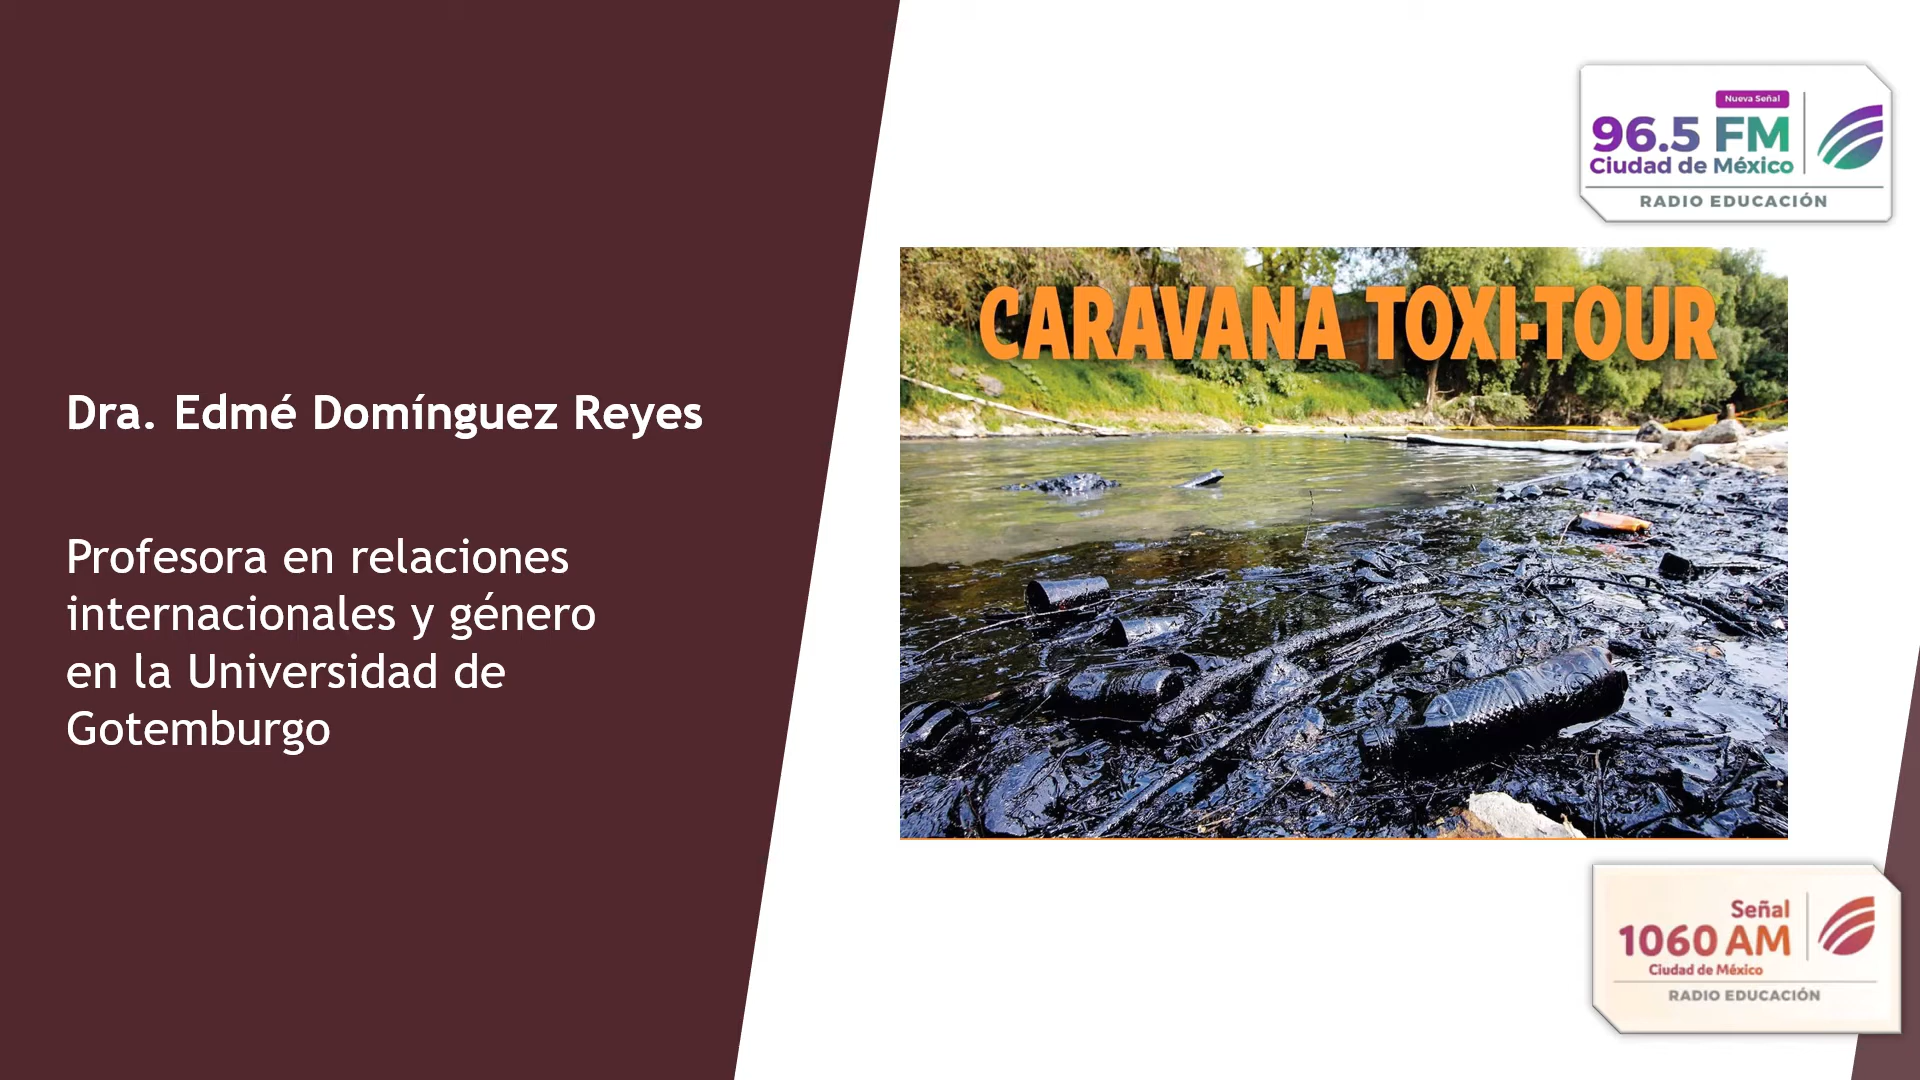 Dra. Edmé Domínguez Reyes
Profesora en relaciones
internacionales y género
en la Universidad de
Gotemburgo
Nueva Señal
96.5 FM
Ciudad de México
RADIO EDUCACIÓN
CARAVANA TOXI-TOUR
Señal
1060 AM
Ciudad de México
RADIO EDUCACIÓN